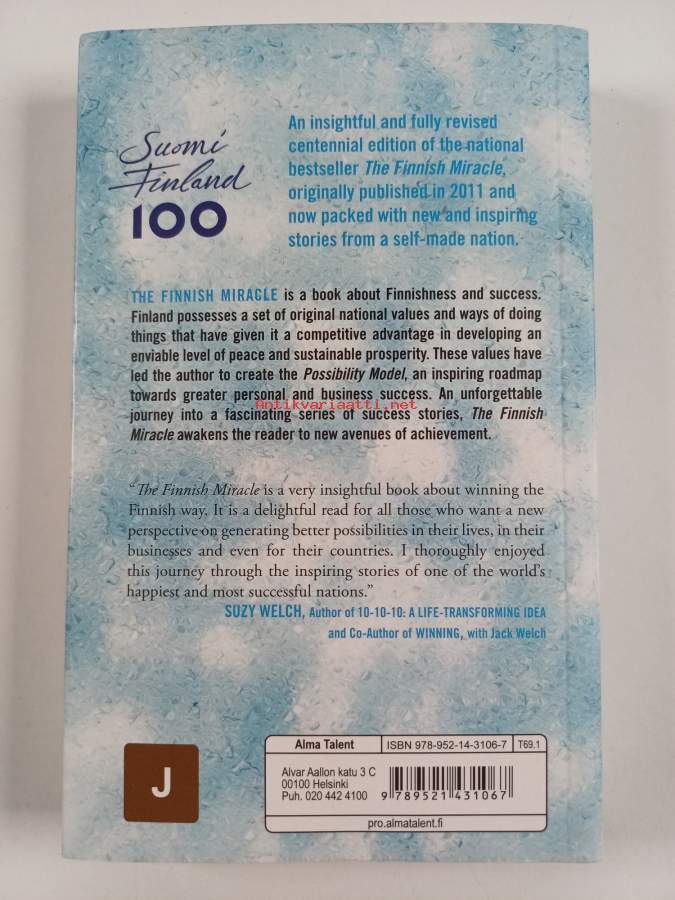 Suomi
Finland
100
An insightful and fully revised
centennial edition of the national
bestseller The Finnish Miracle,
originally published in 2011 and
now packed with new and inspiring
stories from a self-made nation.
THE FINNISH MIRACLE is a book about Finnishness and success.
Finland possesses a set of original national values and ways of doing
things that have given it a competitive advantage in developing an
enviable level of peace and sustainable prosperity. These values have
led the author to create the Possibility Model, an inspiring roadmap
towards greater personal and business success. An unforgettable
Antikvariaatti.net
journey into a fascinating series of success stories, The Finnish
Miracle awakens the reader to new avenues of achievement.
“The Finnish Miracle is a very insightful book about winning the
Finnish way. It is a delightful read for all those who want a new
perspective on generating better possibilities in their lives, in their
businesses and even for their countries. I thoroughly enjoyed
this journey through the inspiring stories of one of the world’s
happiest and most successful nations.”
SUZY WELCH, Author of 10-10-10: A LIFE-TRANSFORMING IDEA
and Co-Author of WINNING, with Jack Welch
J
Alma Talent ISBN 978-952-14-3106-7 T69.1
Alvar Aallon katu 3 C
00100 Helsinki
Puh. 020 442 4100
9 789521 431067
pro.almatalent.fi